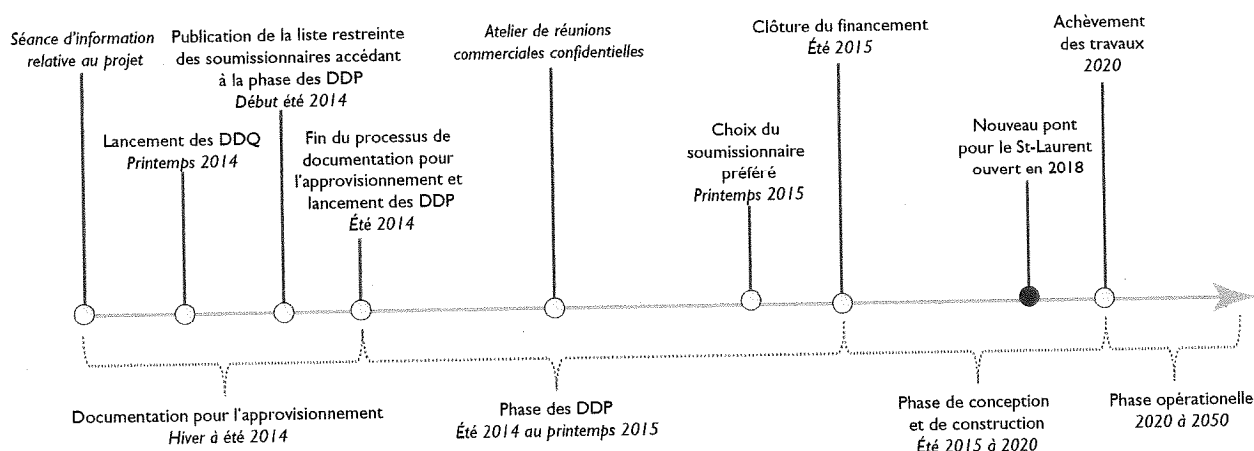 Séance d'information
relative au projet
Publication de la liste restreinte
des soumissionnaires accédant
à la phase des DDP
Début été 2014
Atelier de réunions
commerciales confidentielles
Clôture du financement
Été 2015
Achèvement
des travaux
2020
Lancement des DDQ
Printemps 2014
Fin du processus de
documentation pour
l'approvisionnement et
lancement des DDP
Été 2014
Choix du
soumissionnaire
préféré
Printemps 2015
Nouveau pont
pour le St-Laurent
ouvert en 2018
Documentation pour l'approvisionnement
Hiver à été 2014
Phase des DDP
Été 2014 au printemps 2015
Phase de conception
et de construction
Été 2015 à 2020
Phase opérationelle
2020 à 2050